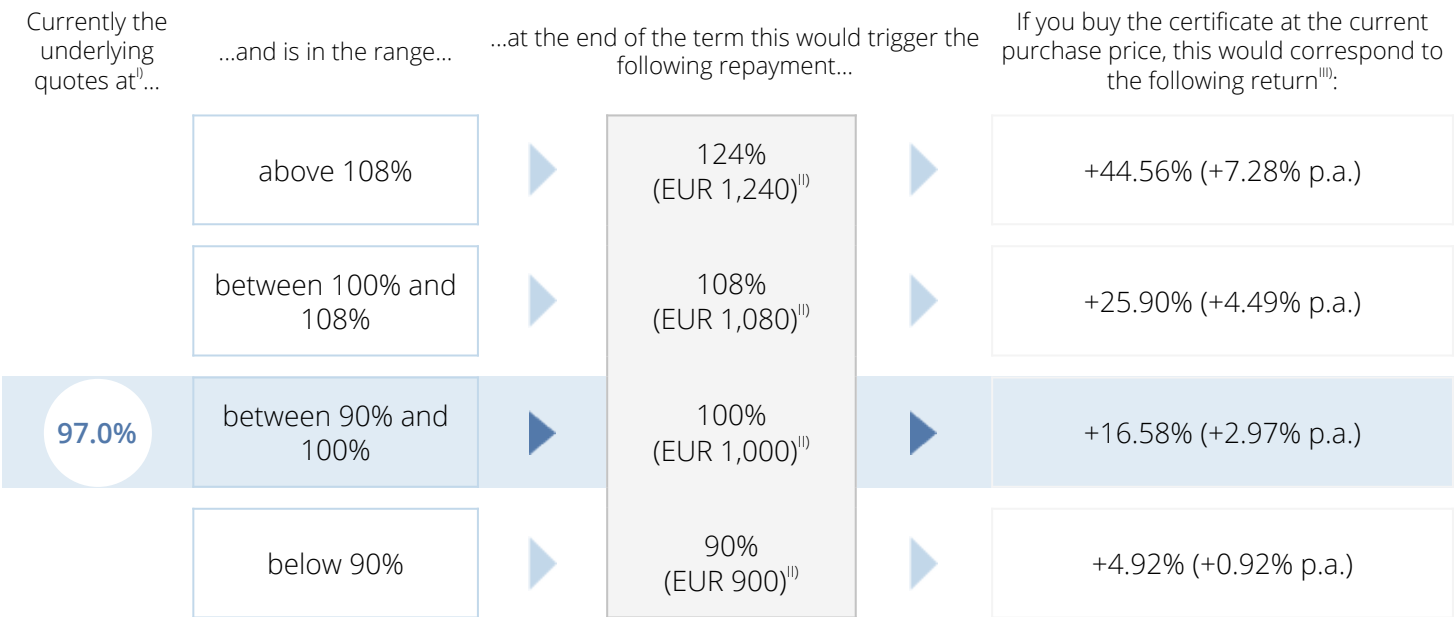 Currently the
underlying
quotes at^I)...
...and is in the range...
...at the end of the term this would trigger the
following repayment...
If you buy the certificate at the current
purchase price, this would correspond to
the following return^III):
above 108%
124%
(EUR 1,240)^II)
+44.56% (+7.28% p.a.)
between 100% and
108%
108%
(EUR 1,080)^II)
+25.90% (+4.49% p.a.)
97.0%
between 90% and
100%
100%
(EUR 1,000)^II)
+16.58% (+2.97% p.a.)
below 90%
90%
(EUR 900)^II)
+4.92% (+0.92% p.a.)